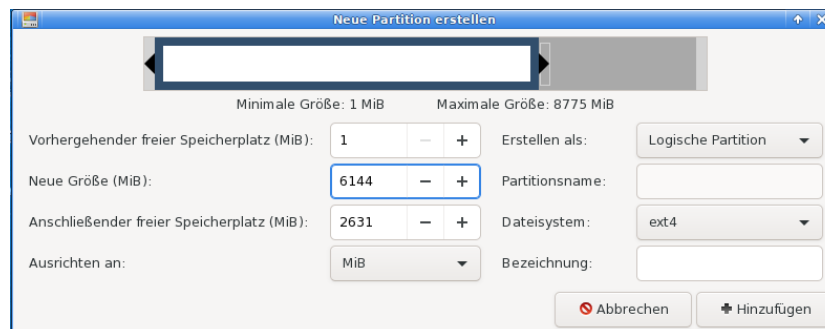 Neue Partition erstellen
Minimale Größe: 1 MiB Maximale Größe: 8775 MiB
Vorhergehender freier Speicherplatz (MiB): 1 Erstellen als: Logische Partition
Neue Größe (MiB): 6144 Partitionsname:
Anschließender freier Speicherplatz (MiB): 2631 Dateisystem: ext4
Ausrichten an: MiB Bezeichnung:
Abbrechen Hinzufügen